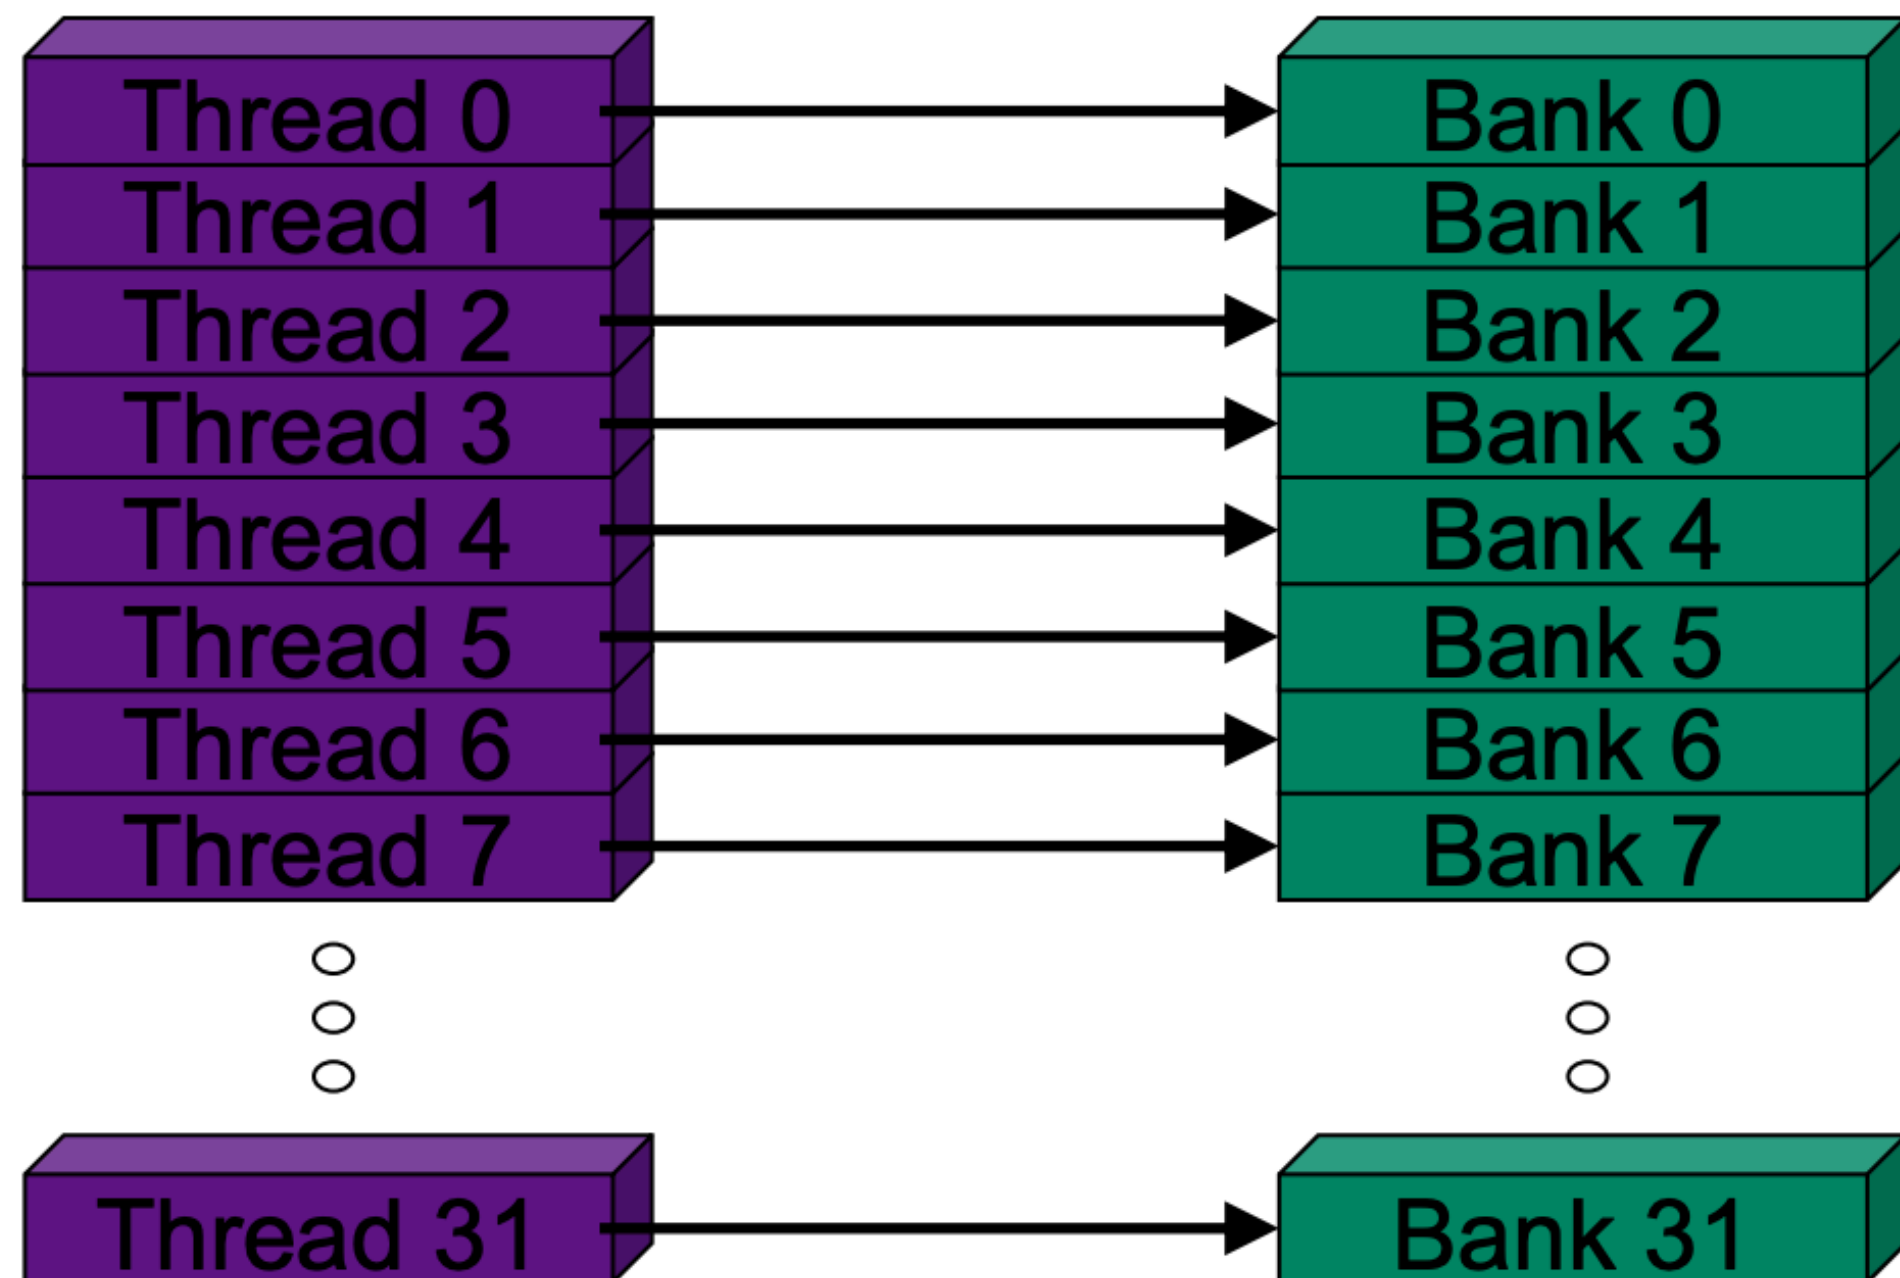 Thread 0
Bank 0
Thread 1
Bank 1
Thread 2
Bank 2
Thread 3
Bank 3
Thread 4
Bank 4
Thread 5
Bank 5
Thread 6
Bank 6
Thread 7
Bank 7
Thread 31
Bank 31